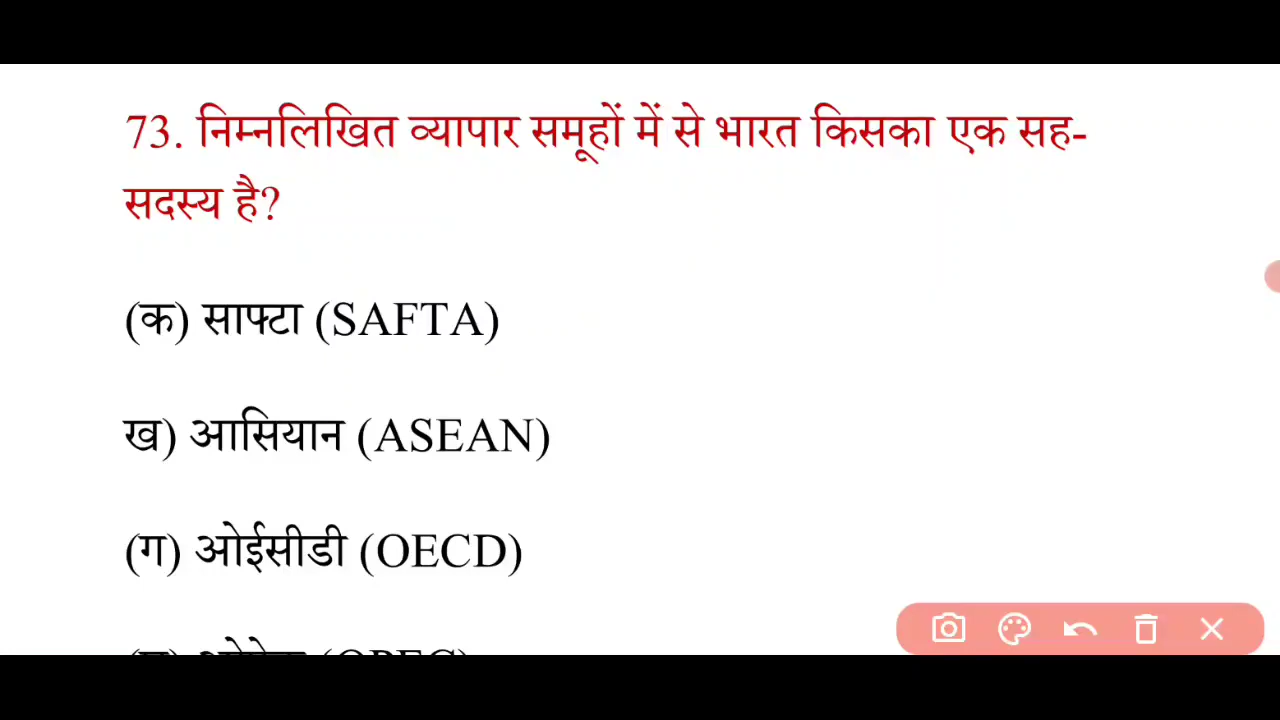 73. निम्नलिखित व्यापार समूहों में से भारत किसका एक सह-
सदस्य है?
(क) साफ्टा (SAFTA)
ख) आसियान (ASEAN)
(ग) ओईसीडी (OECD)